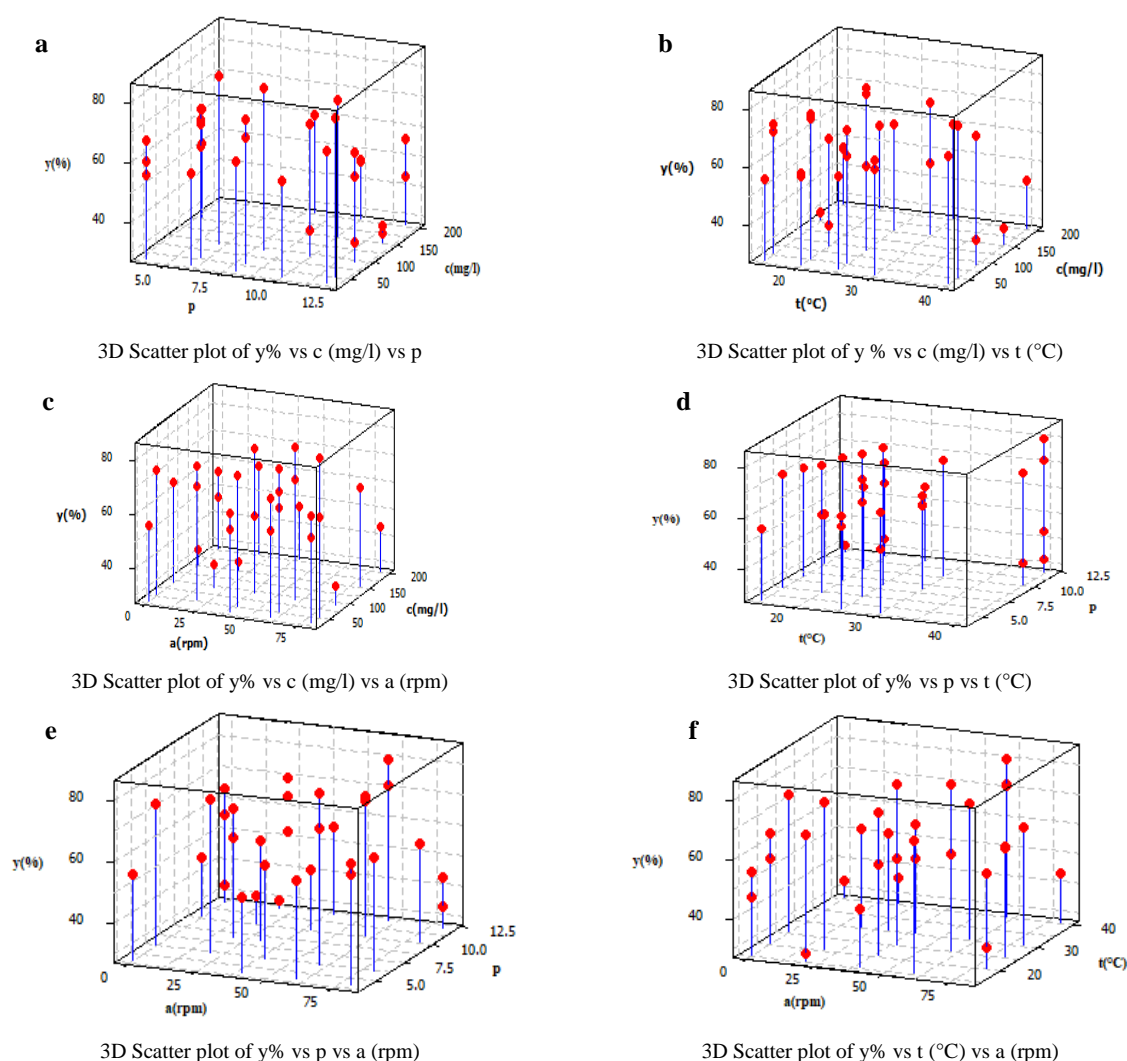 a
80
60
40
y(%)
5.0
7.5
10.0
12.5
p
50
100
150
200
c(mg/l)
3D Scatter plot of y% vs c (mg/l) vs p
b
80
60
40
y(%)
20
30
40
t(°C)
50
100
150
200
c(mg/l)
3D Scatter plot of y % vs c (mg/l) vs t (°C)
c
80
60
40
y(%)
0
25
50
75
a(rpm)
50
100
150
200
c(mg/l)
3D Scatter plot of y% vs c (mg/l) vs a (rpm)
d
80
60
40
y(%)
20
30
40
t(°C)
5.0
7.5
10.0
12.5
p
3D Scatter plot of y% vs p vs t (°C)
e
80
60
40
y(%)
0
25
50
75
a(rpm)
5.0
7.5
10.0
12.5
p
3D Scatter plot of y% vs p vs a (rpm)
f
80
60
40
y(%)
0
25
50
75
a(rpm)
20
30
40
t(°C)
3D Scatter plot of y% vs t (°C) vs a (rpm)